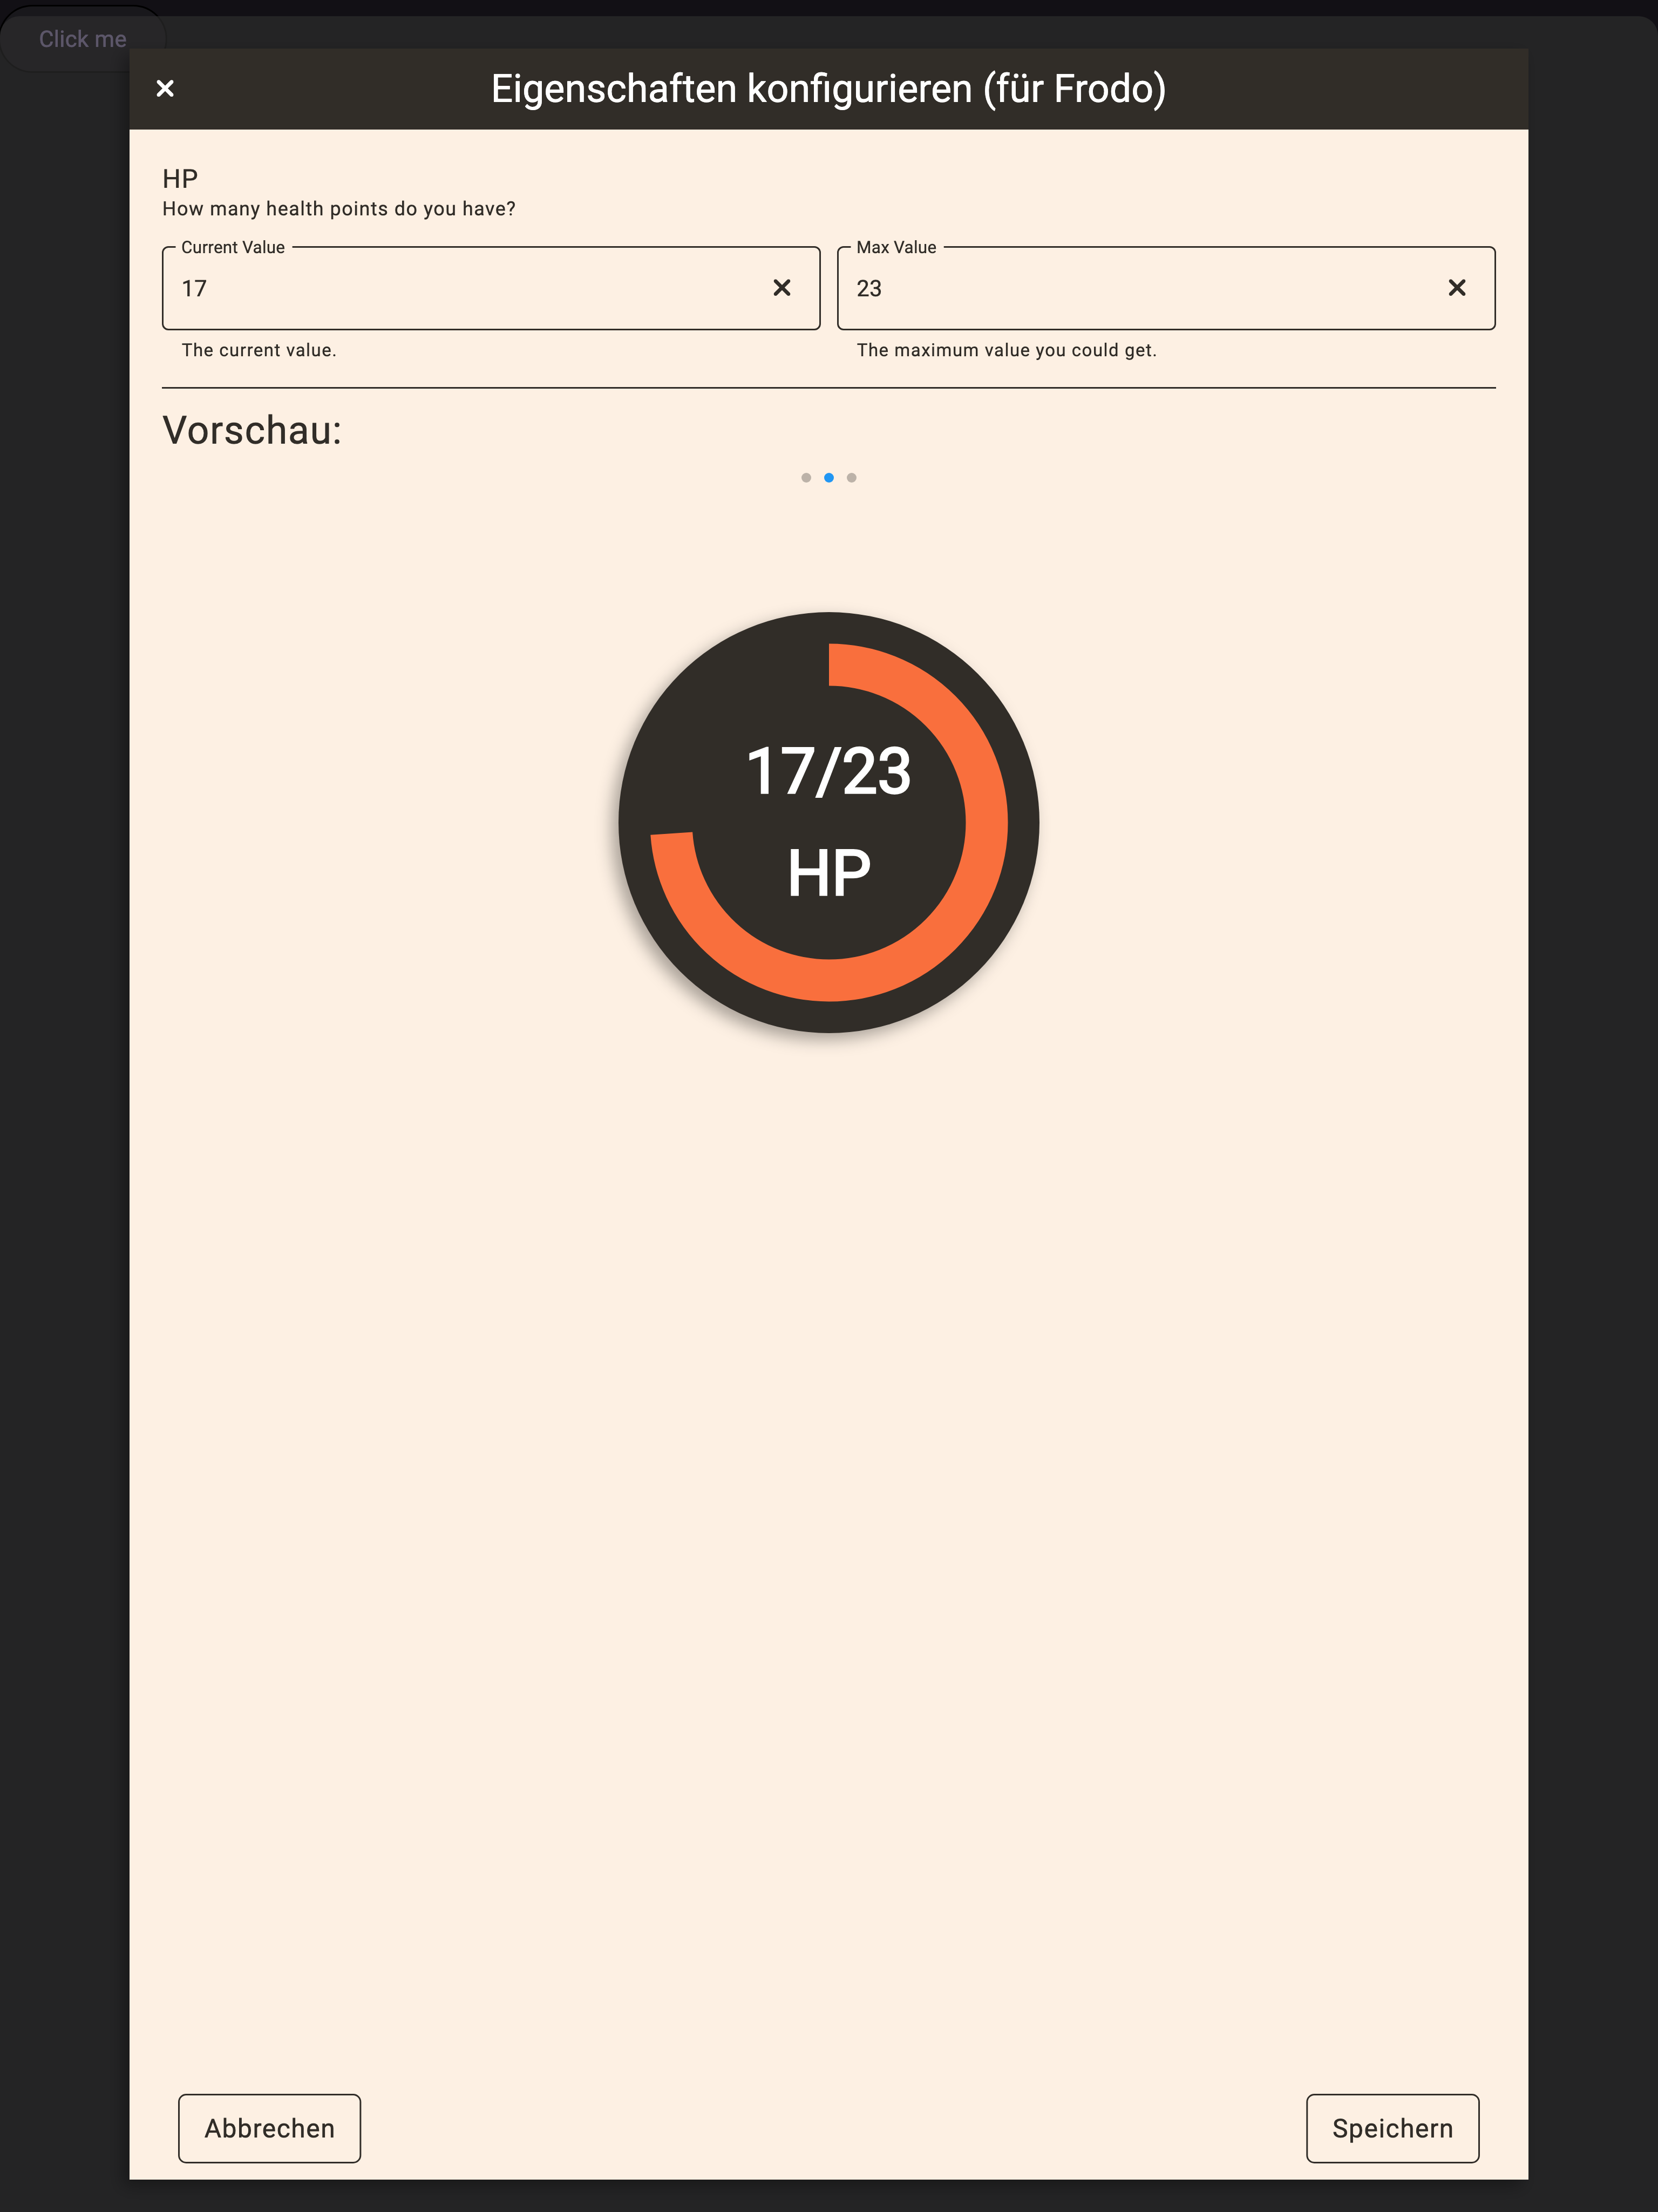 Click me
Eigenschaften konfigurieren (für Frodo)
HP
How many health points do you have?
Current Value
Max Value
17
23
The current value.
The maximum value you could get.
Vorschau:
17/23
HP
Abbrechen
Speichern